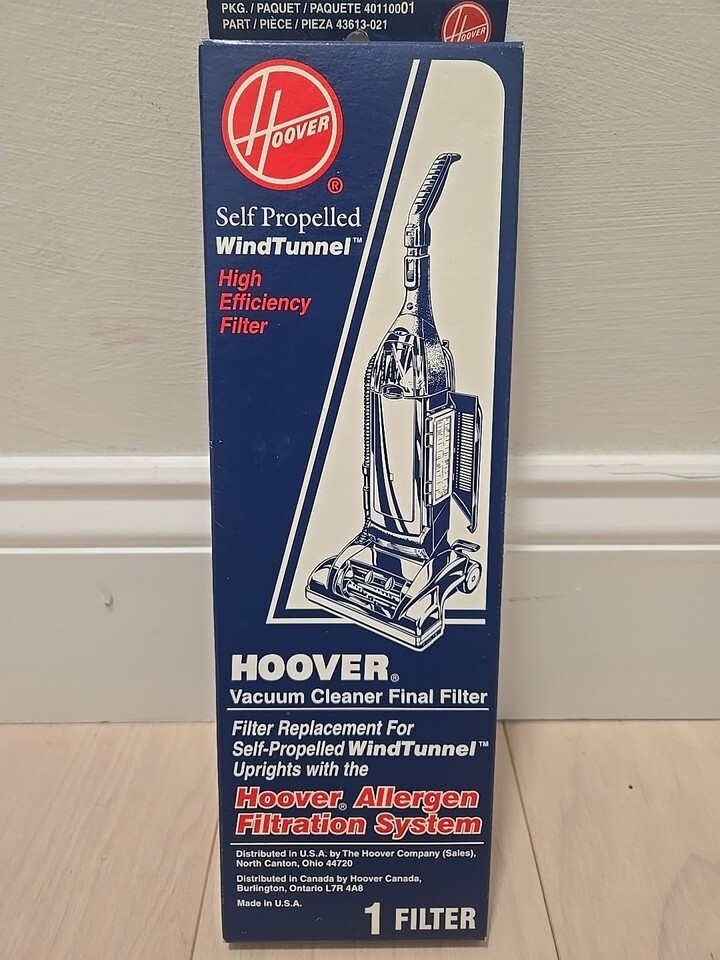 PKG. / PAQUET / PAQUETE 40110001
PART / PIÈCE / PIEZA 43613-021
HOOVER
HOOVER
®
Self Propelled
WindTunnel™
High
Efficiency
Filter
HOOVER®
Vacuum Cleaner Final Filter
Filter Replacement For
Self-Propelled WindTunnel™
Uprights with the
Hoover® Allergen
Filtration System
Distributed in U.S.A. by The Hoover Company (Sales),
North Canton, Ohio 44720
Distributed in Canada by Hoover Canada,
Burlington, Ontario L7R 4A8
Made in U.S.A.
1 FILTER